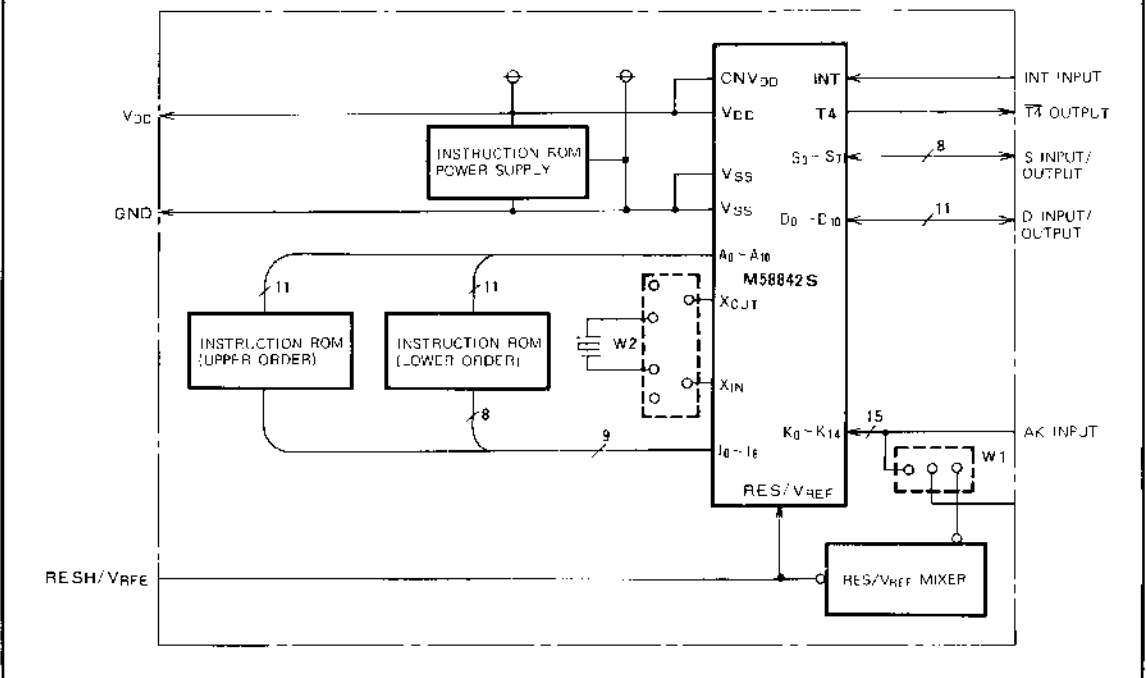 CNVDD
INT
INT INPUT
VDD
VDD
T4
T4 OUTPUT
INSTRUCTION ROM
POWER SUPPLY
S0~S7
8
S INPUT/
OUTPUT
VSS
GND
VSS
D0~D10
11
D INPUT/
OUTPUT
A0~A10
M58842S
11
11
XOUT
INSTRUCTION ROM
(UPPER ORDER)
INSTRUCTION ROM
(LOWER ORDER)
W2
XIN
8
K0~K14
15
AK INPUT
9
I0~I8
W1
RES/VREF
RESH/VRFE
RES/VREF MIXER